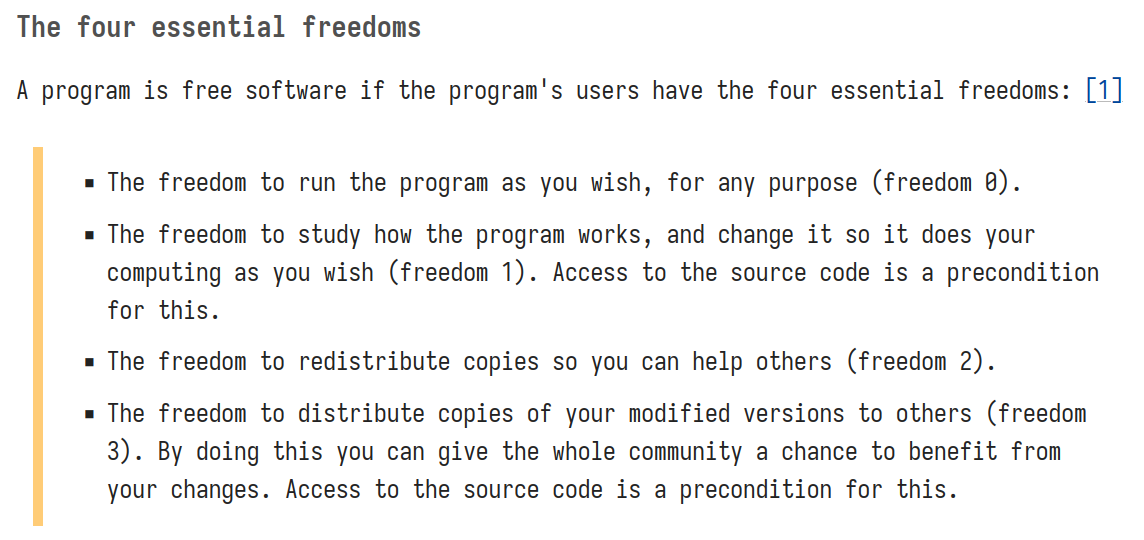 The four essential freedoms
A program is free software if the program's users have the four essential freedoms: [1]
▪ The freedom to run the program as you wish, for any purpose (freedom 0).
▪ The freedom to study how the program works, and change it so it does your
computing as you wish (freedom 1). Access to the source code is a precondition
for this.
▪ The freedom to redistribute copies so you can help others (freedom 2).
▪ The freedom to distribute copies of your modified versions to others (freedom
3). By doing this you can give the whole community a chance to benefit from
your changes. Access to the source code is a precondition for this.